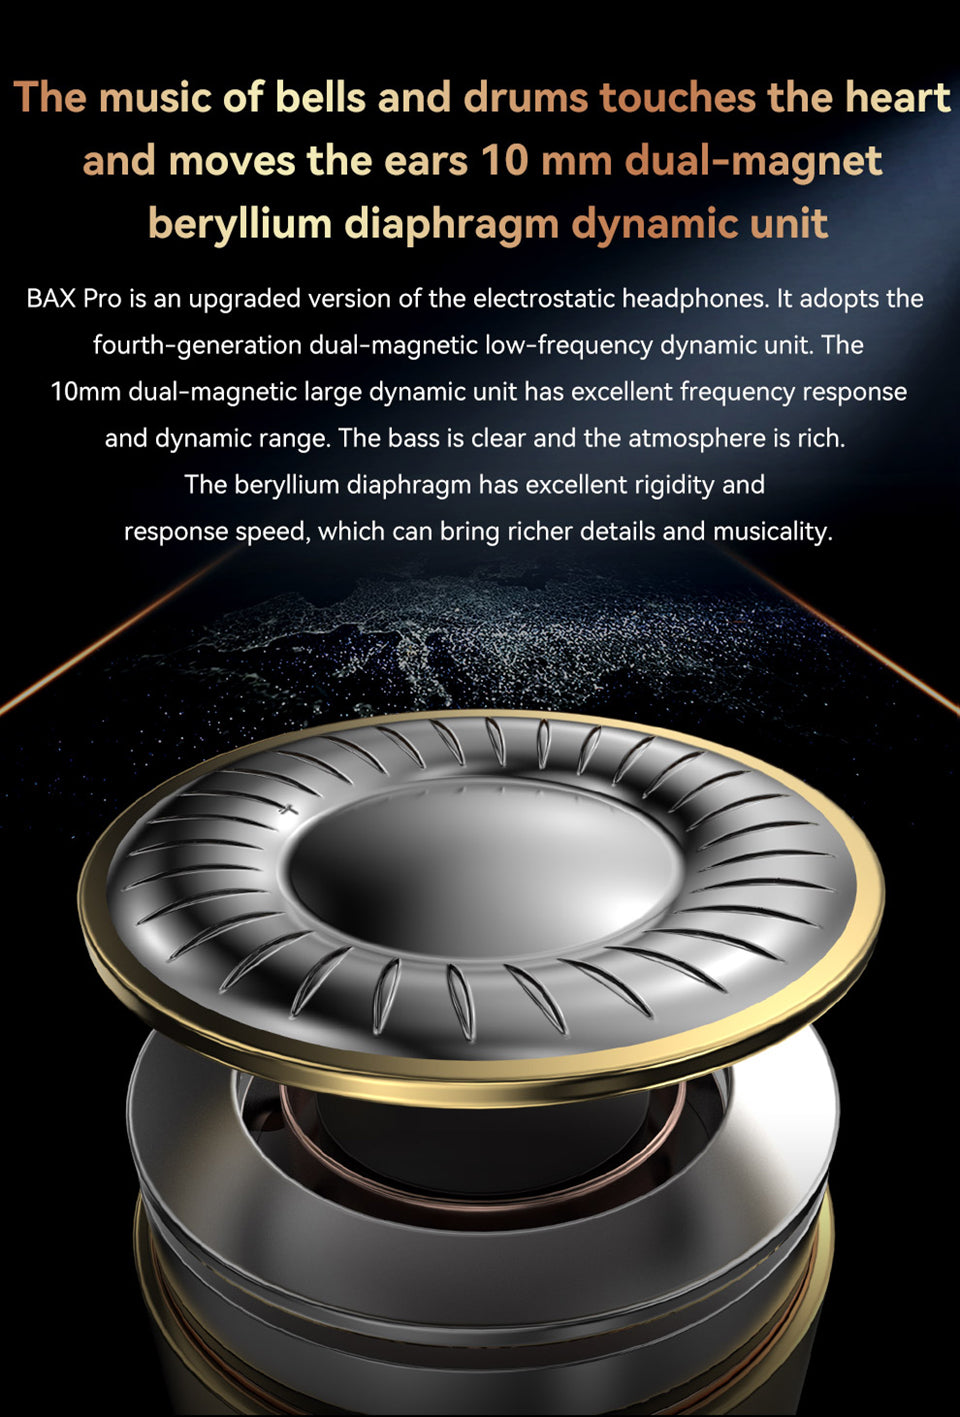 The music of bells and drums touches the heart
and moves the ears 10 mm dual-magnet
beryllium diaphragm dynamic unit
BAX Pro is an upgraded version of the electrostatic headphones. It adopts the
fourth-generation dual-magnetic low-frequency dynamic unit. The
10mm dual-magnetic large dynamic unit has excellent frequency response
and dynamic range. The bass is clear and the atmosphere is rich.
The beryllium diaphragm has excellent rigidity and
response speed, which can bring richer details and musicality.